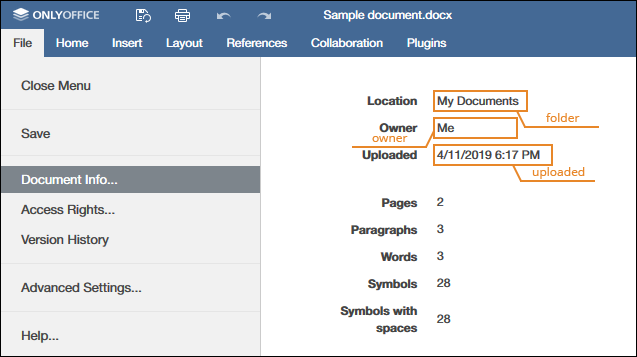 ONLYOFFICE
Sample document.docx
File Home Insert Layout References Collaboration Plugins
Close Menu
Save
Document Info...
Access Rights...
Version History
Advanced Settings...
Help...
Location My Documents
folder
Owner Me
owner
Uploaded 4/11/2019 6:17 PM
uploaded
Pages 2
Paragraphs 3
Words 3
Symbols 28
Symbols with
spaces 28